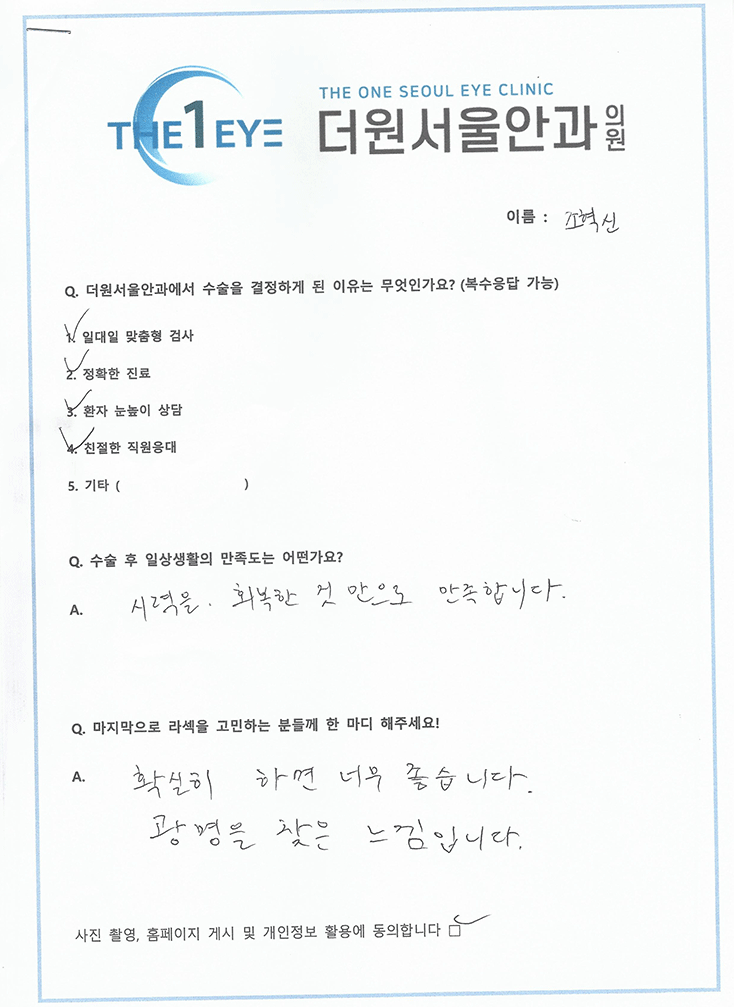 THE1EYE
THE ONE SEOUL EYE CLINIC
더원서울안과의원
이름 : 조혁신
Q. 더원서울안과에서 수술을 결정하게 된 이유는 무엇인가요? (복수응답 가능)
1. 일대일 맞춤형 검사
2. 정확한 진료
3. 환자 눈높이 상담
4. 친절한 직원응대
5. 기타 ( )
Q. 수술 후 일상생활의 만족도는 어떤가요?
A. 시력을. 회복한 것 만으로 만족합니다.
Q. 마지막으로 라섹을 고민하는 분들께 한 마디 해주세요!
A. 확실히 하면 너무 좋습니다.
광명을 찾은 느낌입니다.
사진 촬영, 홈페이지 게시 및 개인정보 활용에 동의합니다 □